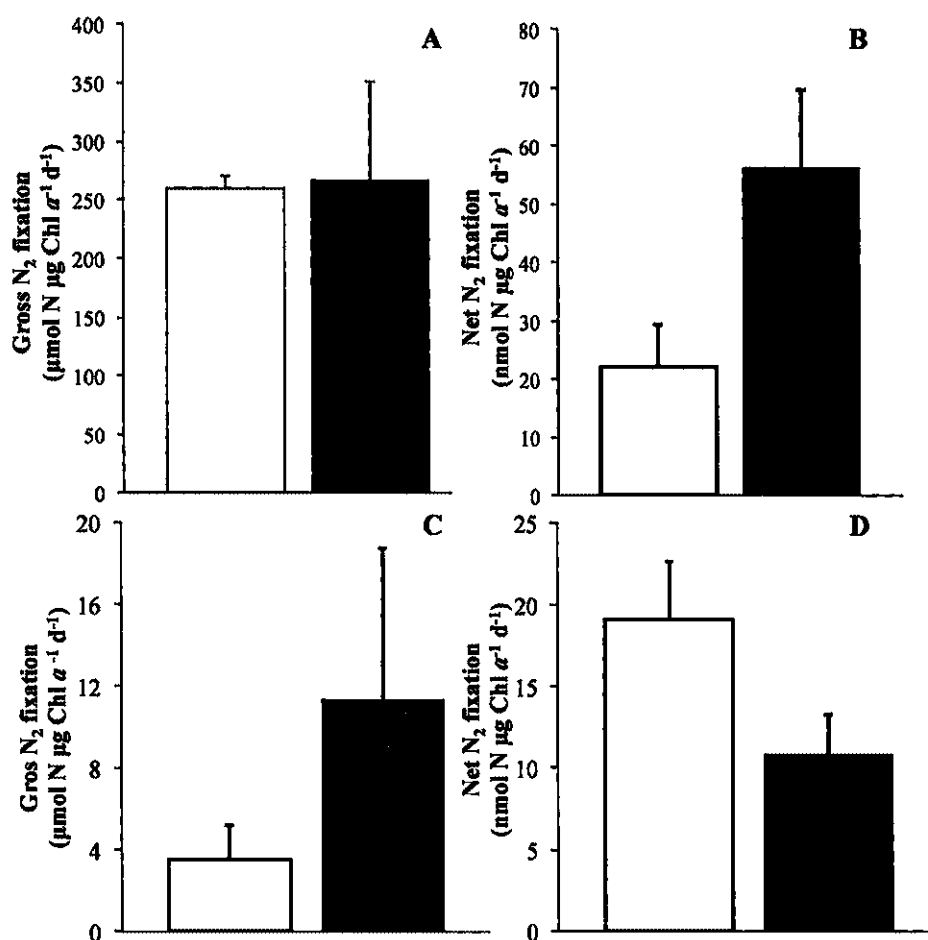 A
Gross N₂ fixation
(µmol N µg Chl a⁻¹ d⁻¹)
400
350
300
250
200
250
100
50
0
B
Net N₂ fixation
(nmol N µg Chl a⁻¹ d⁻¹)
80
70
60
50
40
30
20
10
0
C
Gros N₂ fixation
(µmol N µg Chl a⁻¹ d⁻¹)
20
16
12
8
4
0
D
Net N₂ fixation
(nmol N µg Chl a⁻¹ d⁻¹)
25
20
15
10
5
0